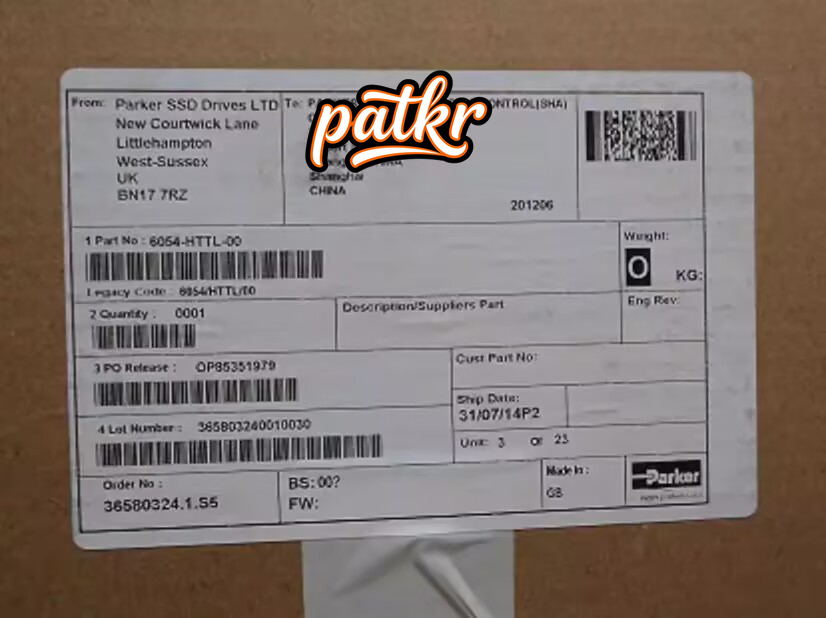 From: Parker SSD Drives LTD
New Courtwick Lane
Littlehampton
West-Sussex
UK
BN17 7RZ
To:
patkr
CONTROL(SHA)
Shanghai
CHINA
201206
1 Part No : 6054-HTTL-00
Legacy Code : 6054/HTTL/00
Weight:
0 KG:
2 Quantity : 0001
Description/Suppliers Part
Eng Rev:
3 PO Release : OP85351979
Cust Part No:
Ship Date:
31/07/14P2
4 Lot Number : 365803240010030
Unit: 3 Of 23
Order No :
36580324.1.S5
BS:00?
FW:
Made In :
GB
Parker